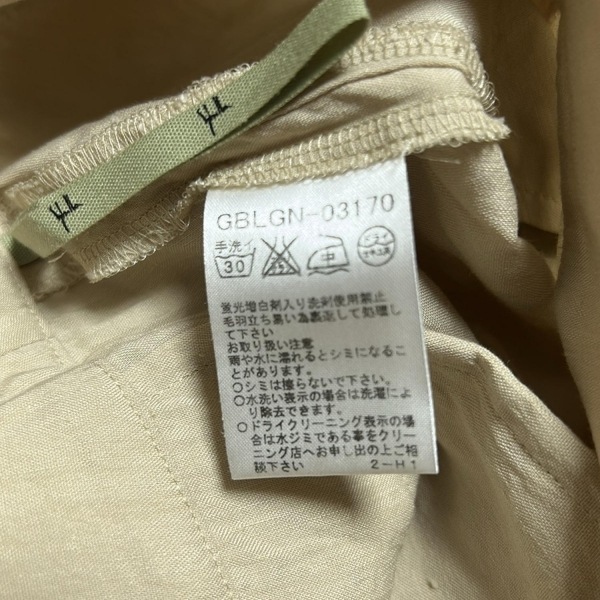 GBLGN-03170
手洗イ
30
中
ドライ
セキユ系
蛍光増白剤入り洗剤使用禁止
毛羽立ち易い為裏返して処理し
て下さい
お取り扱い注意
雨や水に濡れるとシミになるこ
とがあります。
○シミは擦らないで下さい。
○水洗い表示の場合は洗濯によ
り除去できます。
○ドライクリーニング表示の場
合は水ジミである事をクリー
ニング店へお申し出の上ご相
談下さい 2-H1